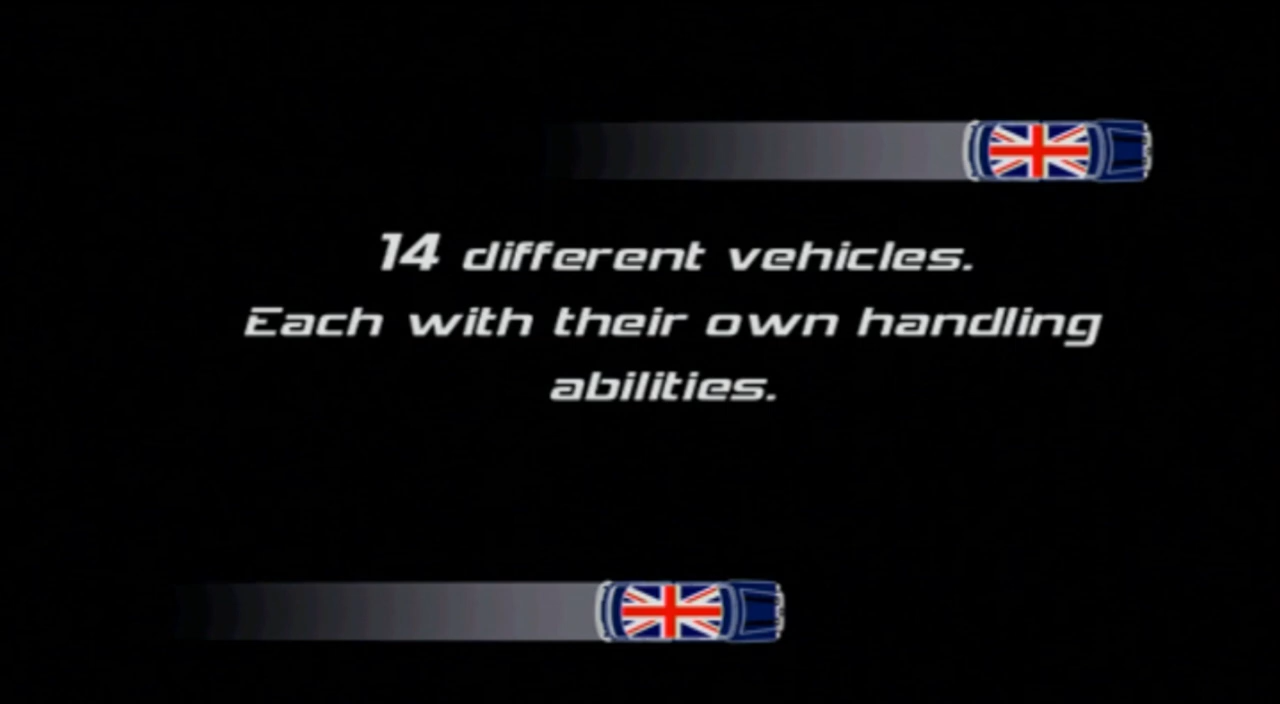 14 different vehicles.
Each with their own handling
abilities.